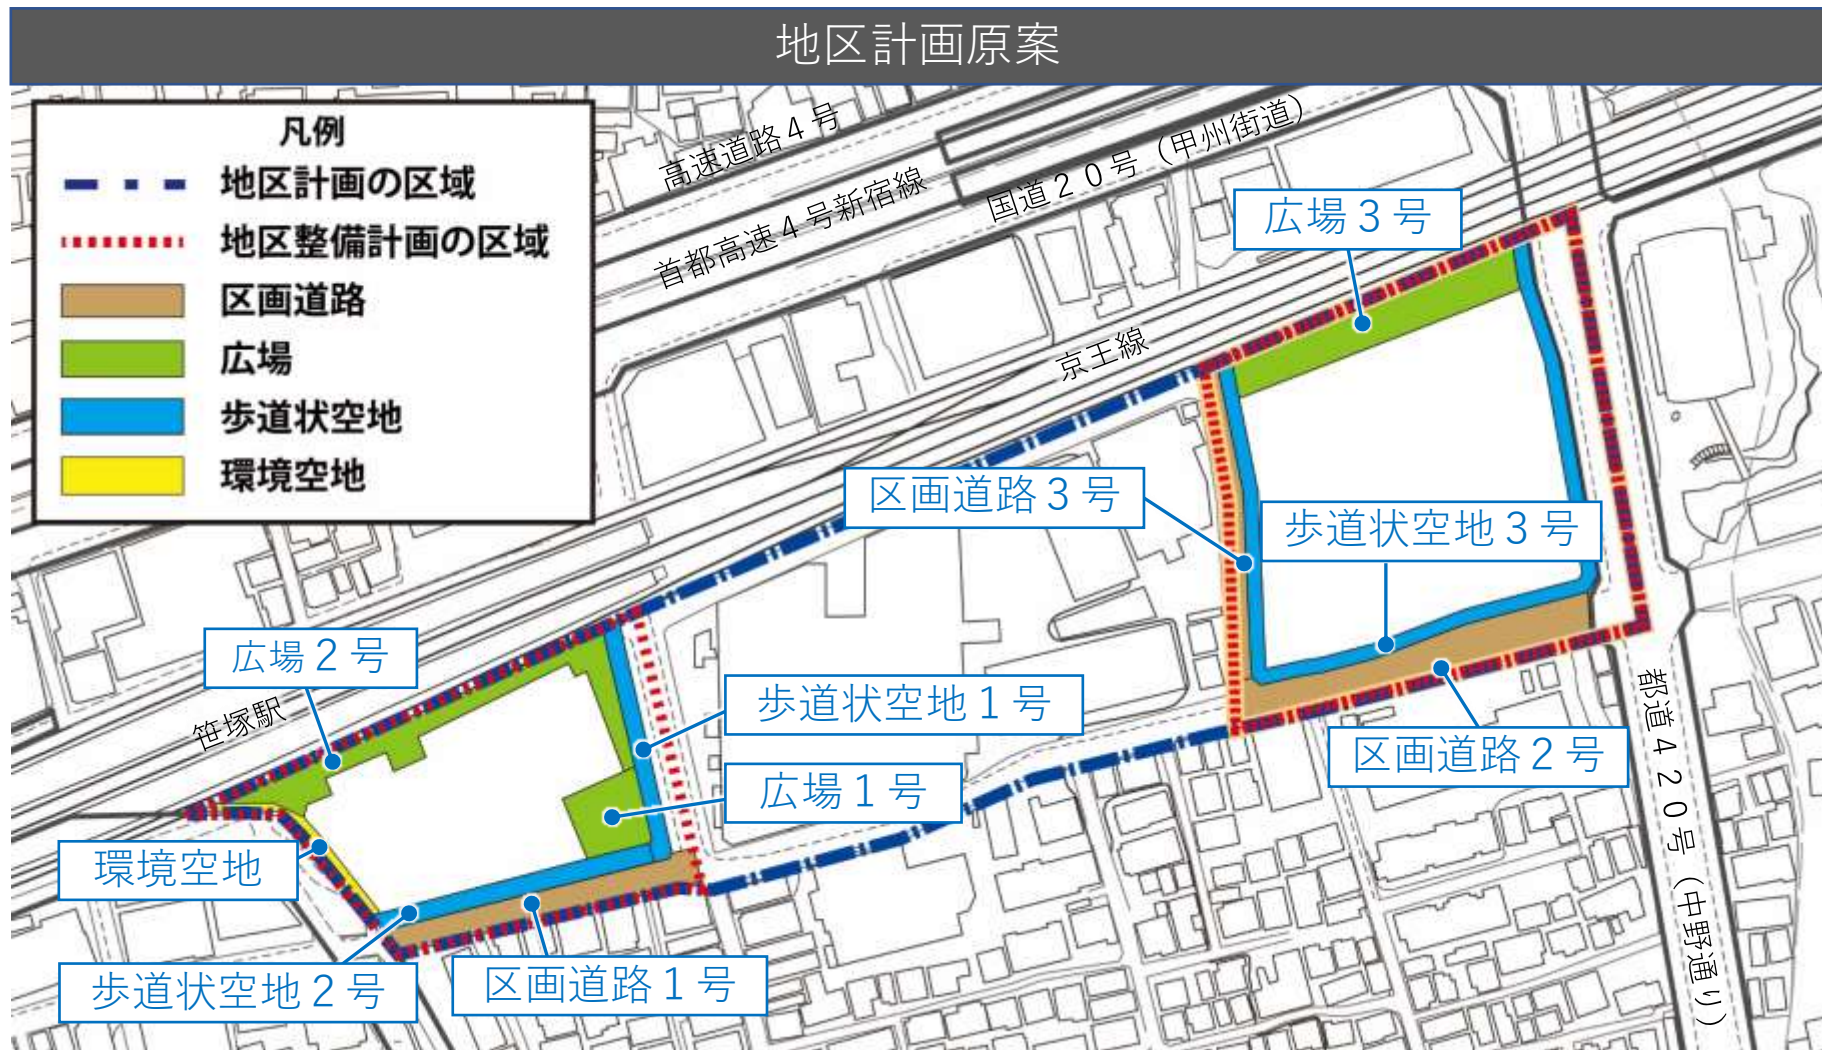 地区計画原案
凡例
地区計画の区域
地区整備計画の区域
区画道路
広場
歩道状空地
環境空地
高速道路４号
首都高速４号新宿線
国道２０号（甲州街道）
京王線
広場３号
区画道路３号
歩道状空地３号
広場２号
笹塚駅
歩道状空地１号
広場１号
区画道路２号
都道４２０号（中野通り）
環境空地
歩道状空地２号
区画道路１号